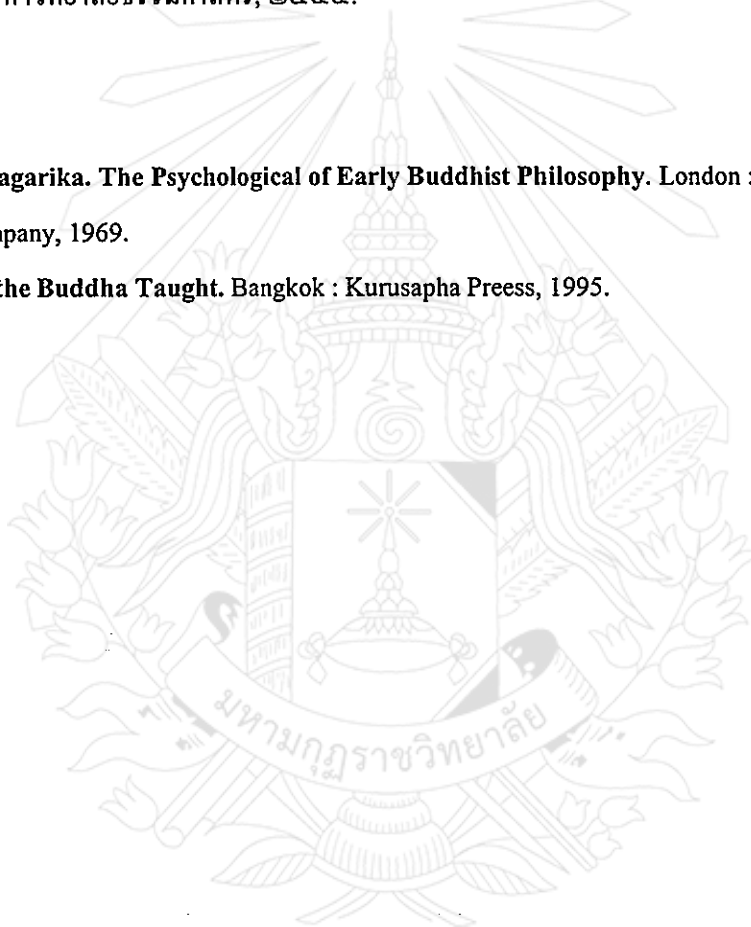 agarika. The Psychological of Early Buddhist Philosophy. London :
pany, 1969.
the Buddha Taught. Bangkok : Kurusapha Preess, 1995.
มหามกุฏราชวิทยาลัย